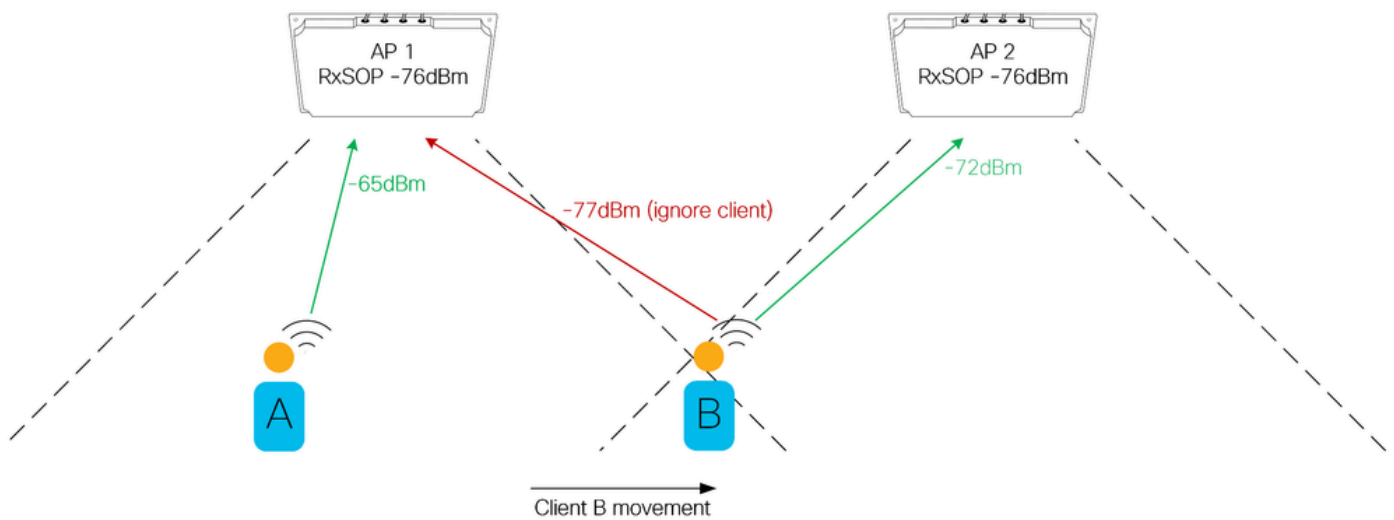 AP 1
RxSOP -76dBm
AP 2
RxSOP -76dBm
-65dBm
-77dBm (ignore client)
-72dBm
A
B
Client B movement